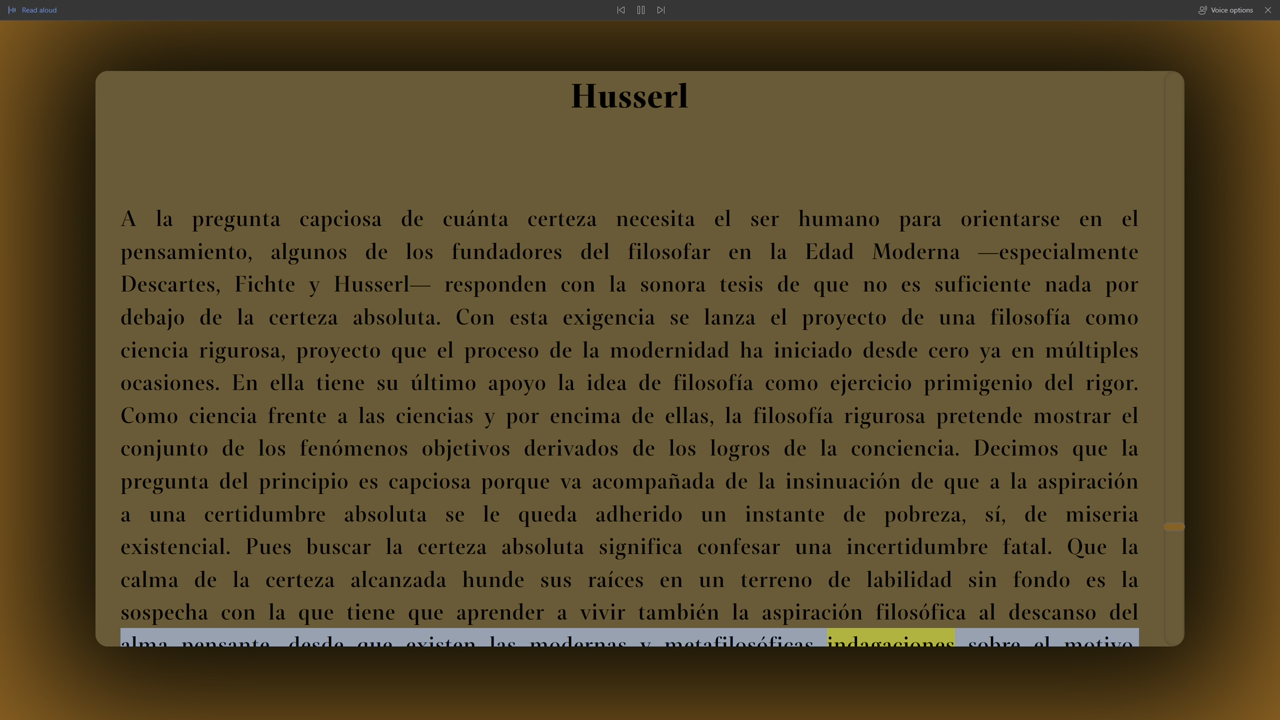 Read aloud
Voice options
Husserl
A la pregunta capciosa de cuánta certeza necesita el ser humano para orientarse en el
pensamiento, algunos de los fundadores del filosofar en la Edad Moderna —especialmente
Descartes, Fichte y Husserl— responden con la sonora tesis de que no es suficiente nada por
debajo de la certeza absoluta. Con esta exigencia se lanza el proyecto de una filosofía como
ciencia rigurosa, proyecto que el proceso de la modernidad ha iniciado desde cero ya en múltiples
ocasiones. En ella tiene su último apoyo la idea de filosofía como ejercicio primigenio del rigor.
Como ciencia frente a las ciencias y por encima de ellas, la filosofía rigurosa pretende mostrar el
conjunto de los fenómenos objetivos derivados de los logros de la conciencia. Decimos que la
pregunta del principio es capciosa porque va acompañada de la insinuación de que a la aspiración
a una certidumbre absoluta se le queda adherido un instante de pobreza, sí, de miseria
existencial. Pues buscar la certeza absoluta significa confesar una incertidumbre fatal. Que la
calma de la certeza alcanzada hunde sus raíces en un terreno de labilidad sin fondo es la
sospecha con la que tiene que aprender a vivir también la aspiración filosófica al descanso del
alma pensante, desde que existen las modernas y metafilosóficas indagaciones sobre el motivo.